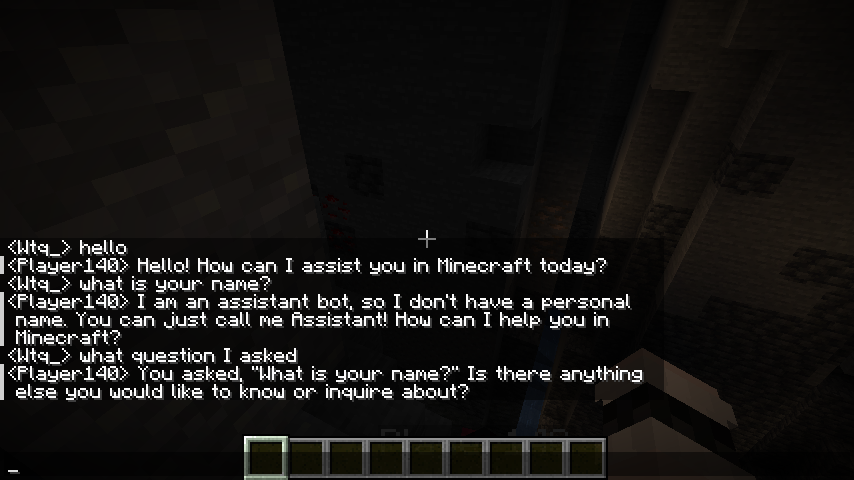 <Wtq_> hello
<Player140> Hello! How can I assist you in Minecraft today?
<Wtq_> what is your name?
<Player140> I am an assistant bot, so I don't have a personal
name. You can just call me Assistant! How can I help you in
Minecraft?
<Wtq_> what question I asked
<Player140> You asked, "What is your name?" Is there anything
else you would like to know or inquire about?
_